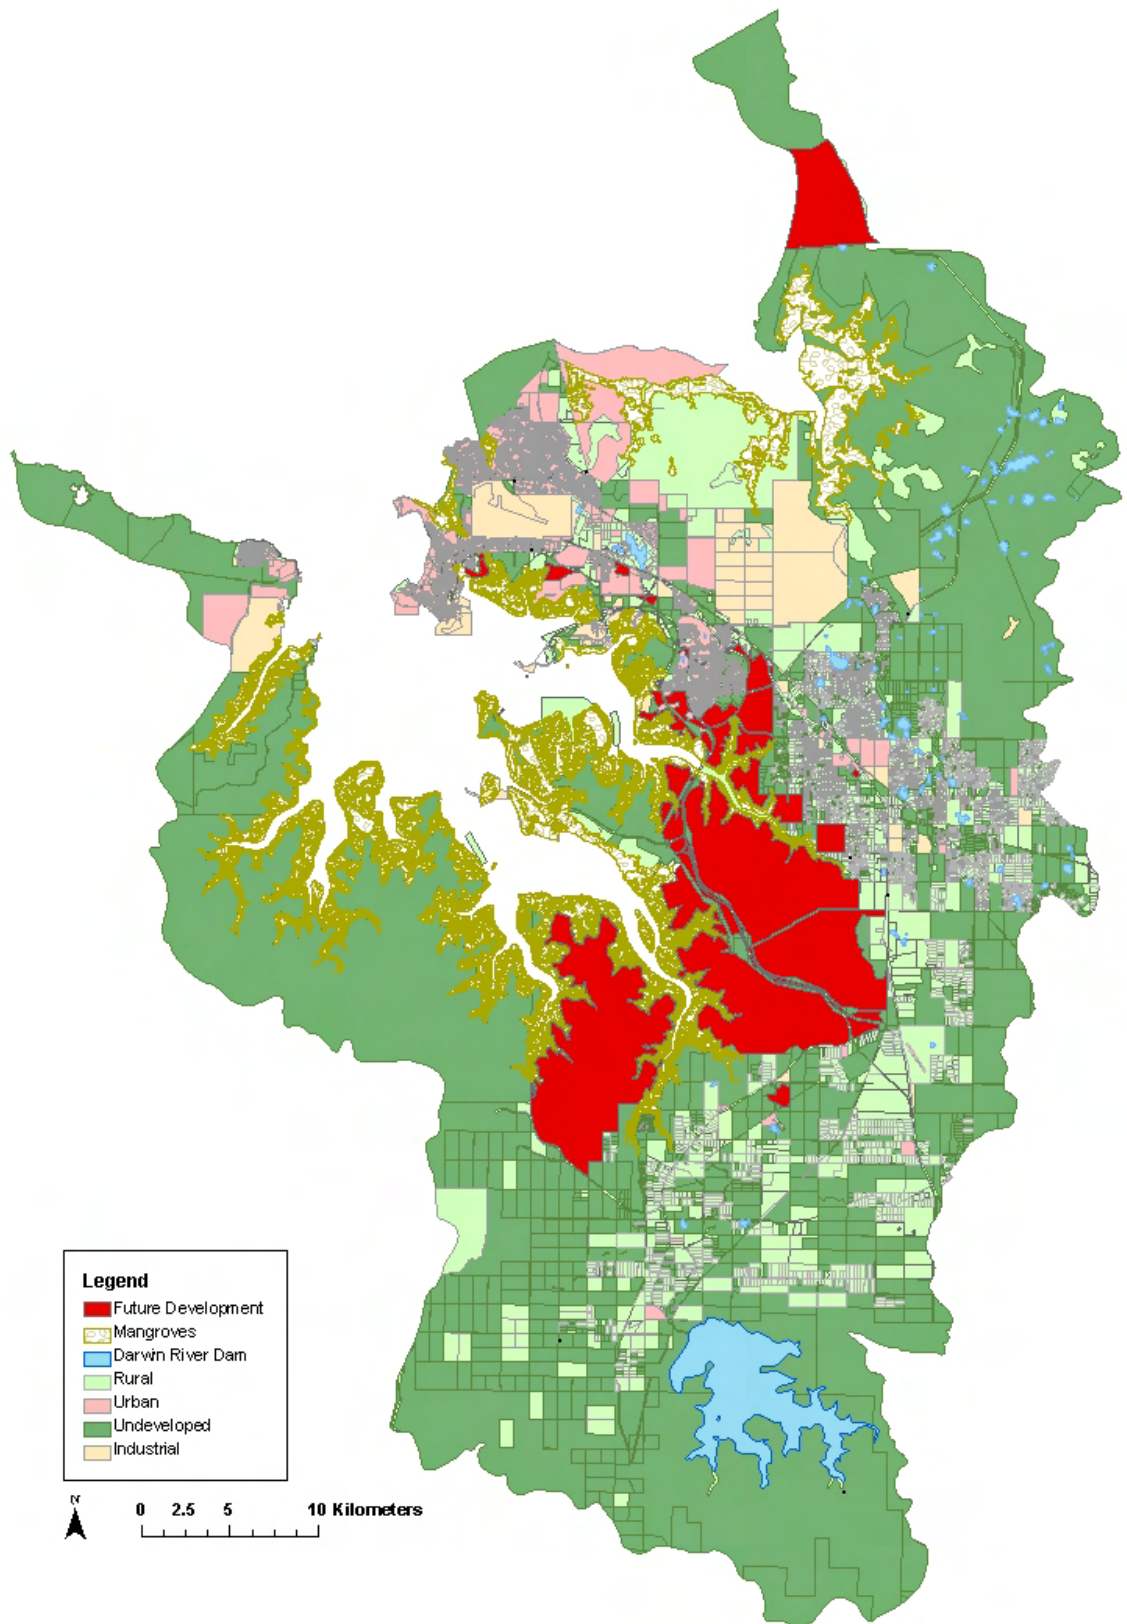 Legend
Future Development
Mangroves
Darwin River Dam
Rural
Urban
Undeveloped
Industrial
N
0 2.5 5 10 Kilometers